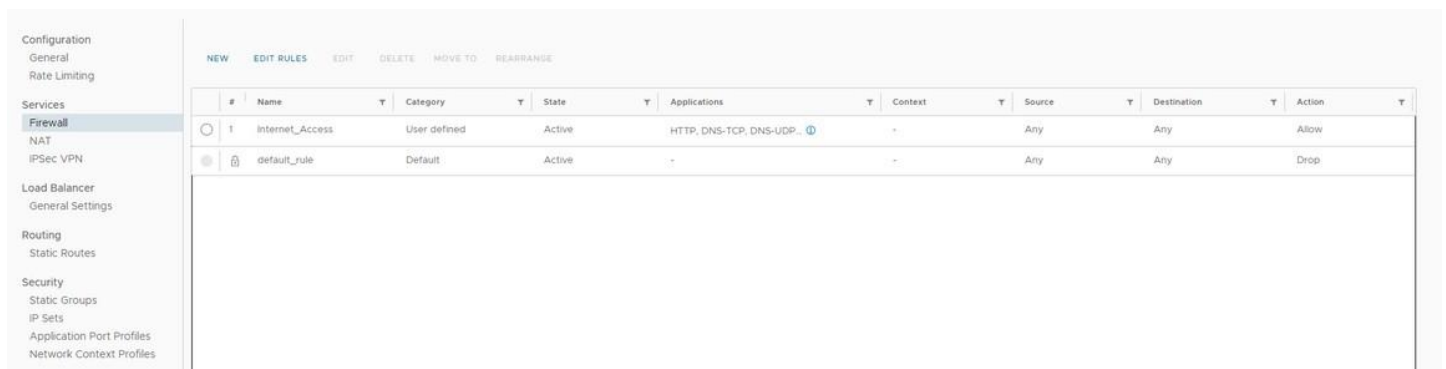 Configuration
General
Rate Limiting
Services
Firewall
NAT
IPSec VPN
Load Balancer
General Settings
Routing
Static Routes
Security
Static Groups
IP Sets
Application Port Profiles
Network Context Profiles
NEW EDIT RULES EDIT DELETE MOVE TO REARRANGE
# Name Category State Applications Context Source Destination Action
1 Internet_Access User defined Active HTTP, DNS-TCP, DNS-UDP... - Any Any Allow
default_rule Default Active - - Any Any Drop